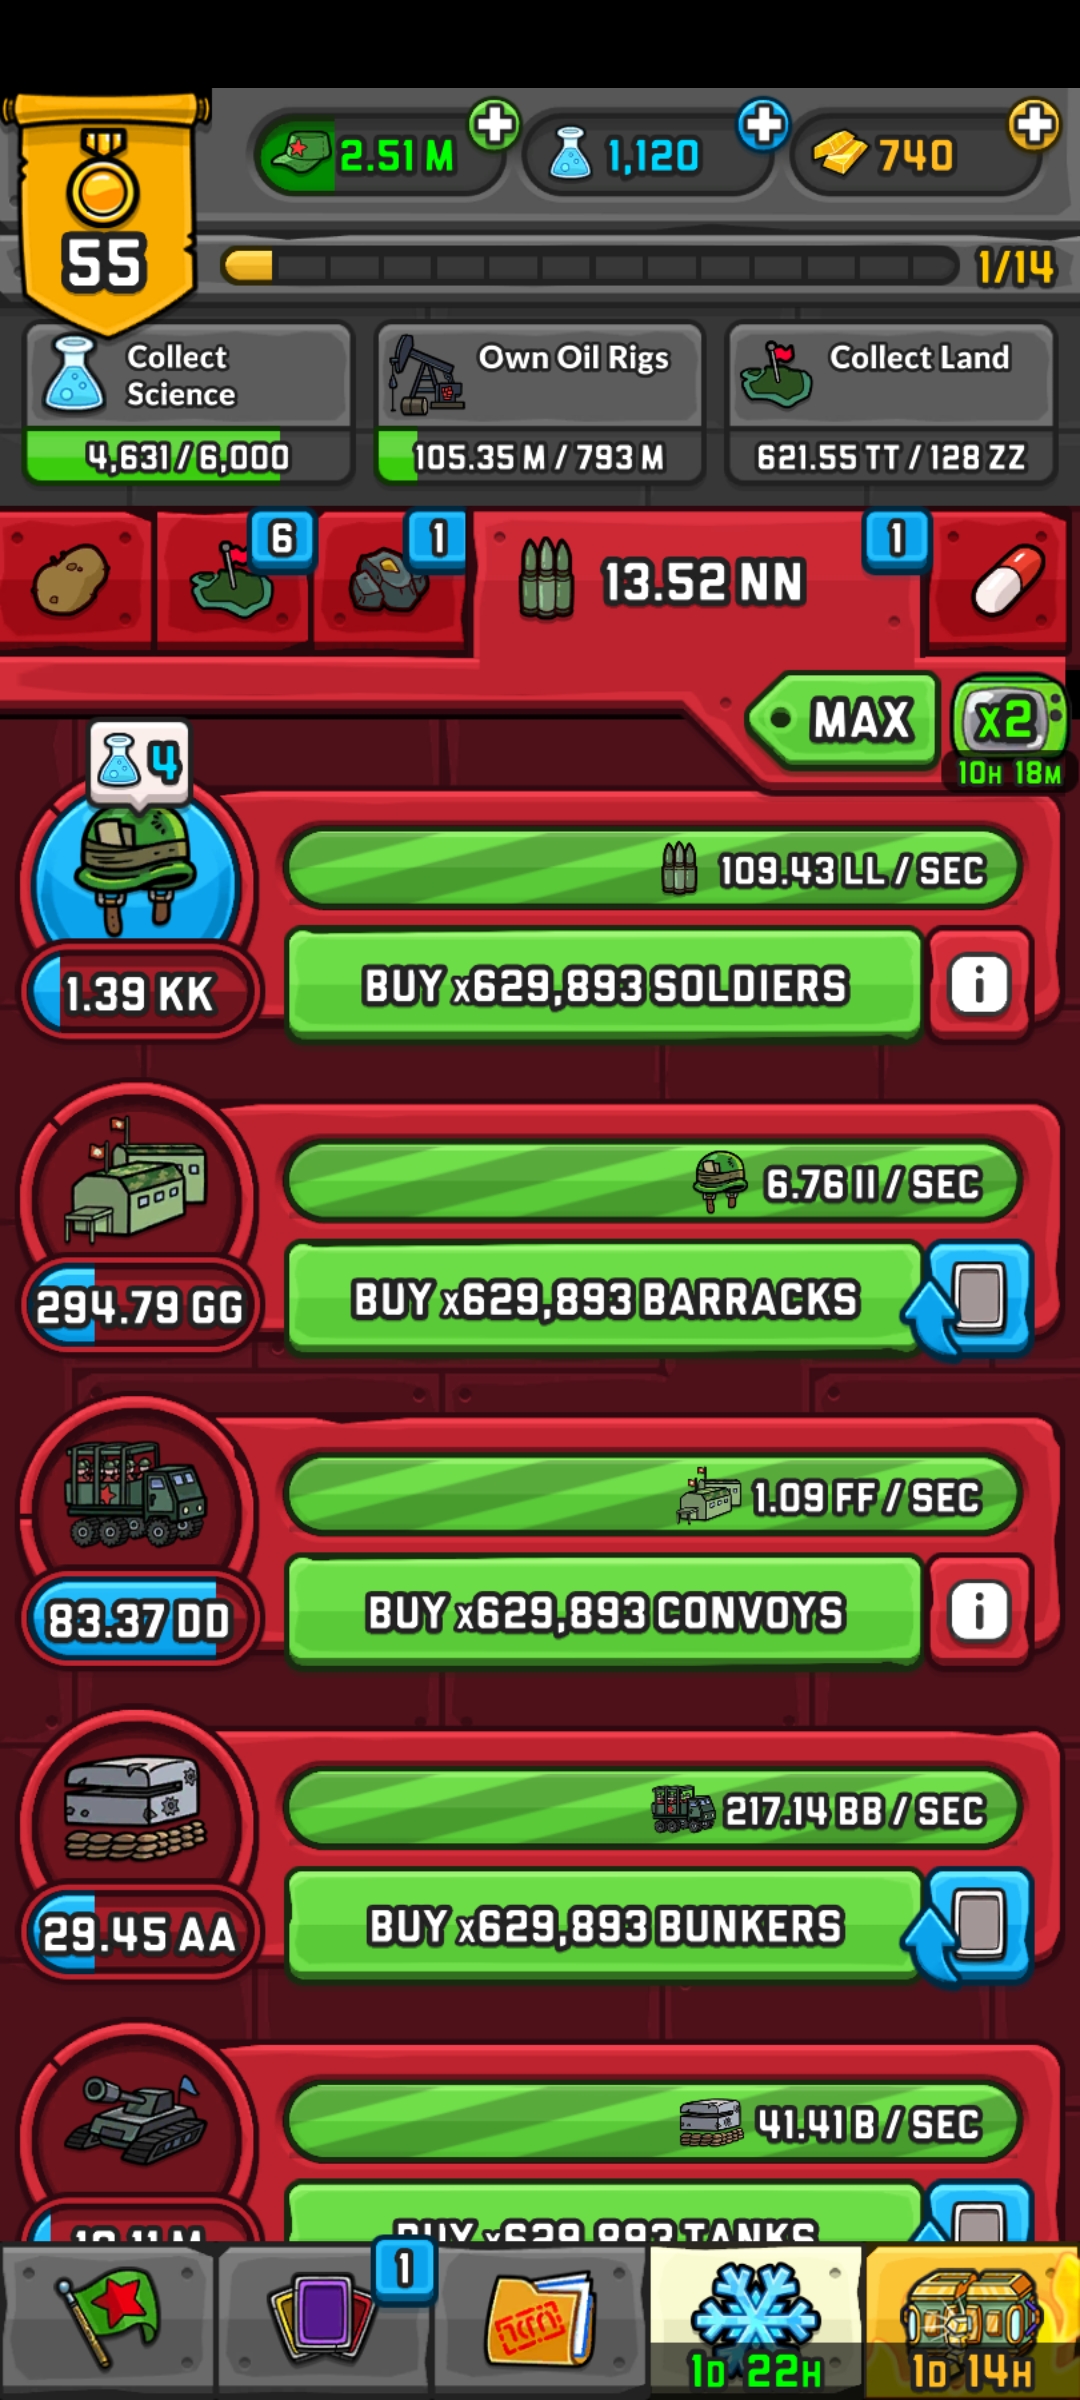 55
2.51 M
1,120
740
1/14
Collect
Science
4,631 / 6,000
Own Oil Rigs
105.35 M / 793 M
Collect Land
621.55 TT / 128 ZZ
6
1
13.52 NN
1
MAX
x2
10H 18M
4
109.43 LL / SEC
1.39 KK
BUY x629,893 SOLDIERS
i
6.76 II / SEC
294.79 GG
BUY x629,893 BARRACKS
1.09 FF / SEC
83.37 DD
BUY x629,893 CONVOYS
i
217.14 BB / SEC
29.45 AA
BUY x629,893 BUNKERS
41.41 B / SEC
BUY x629,893 TANKS
1
1D 22H
1D 14H